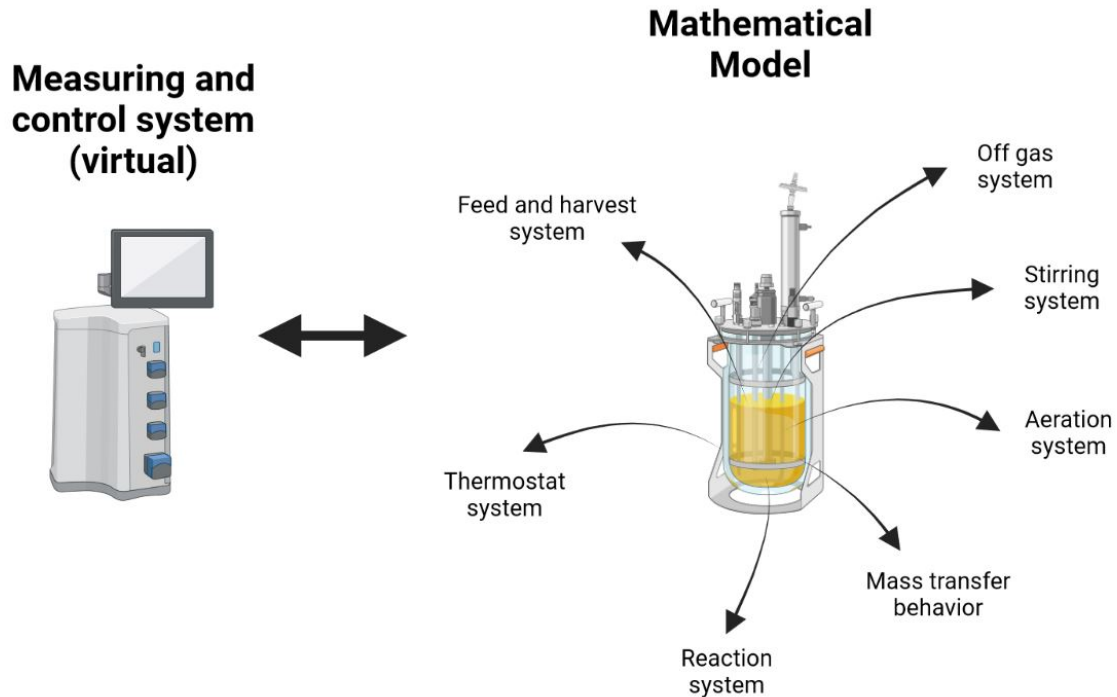 Measuring and
control system
(virtual)
Mathematical
Model
Off gas
system
Feed and harvest
system
Stirring
system
Aeration
system
Thermostat
system
Mass transfer
behavior
Reaction
system